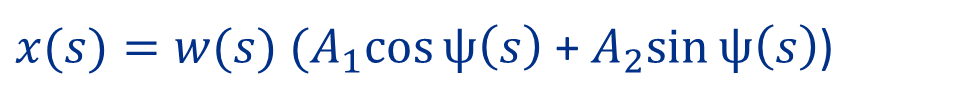 x(s) = w(s) (A₁cos ψ(s) + A₂sin ψ(s))